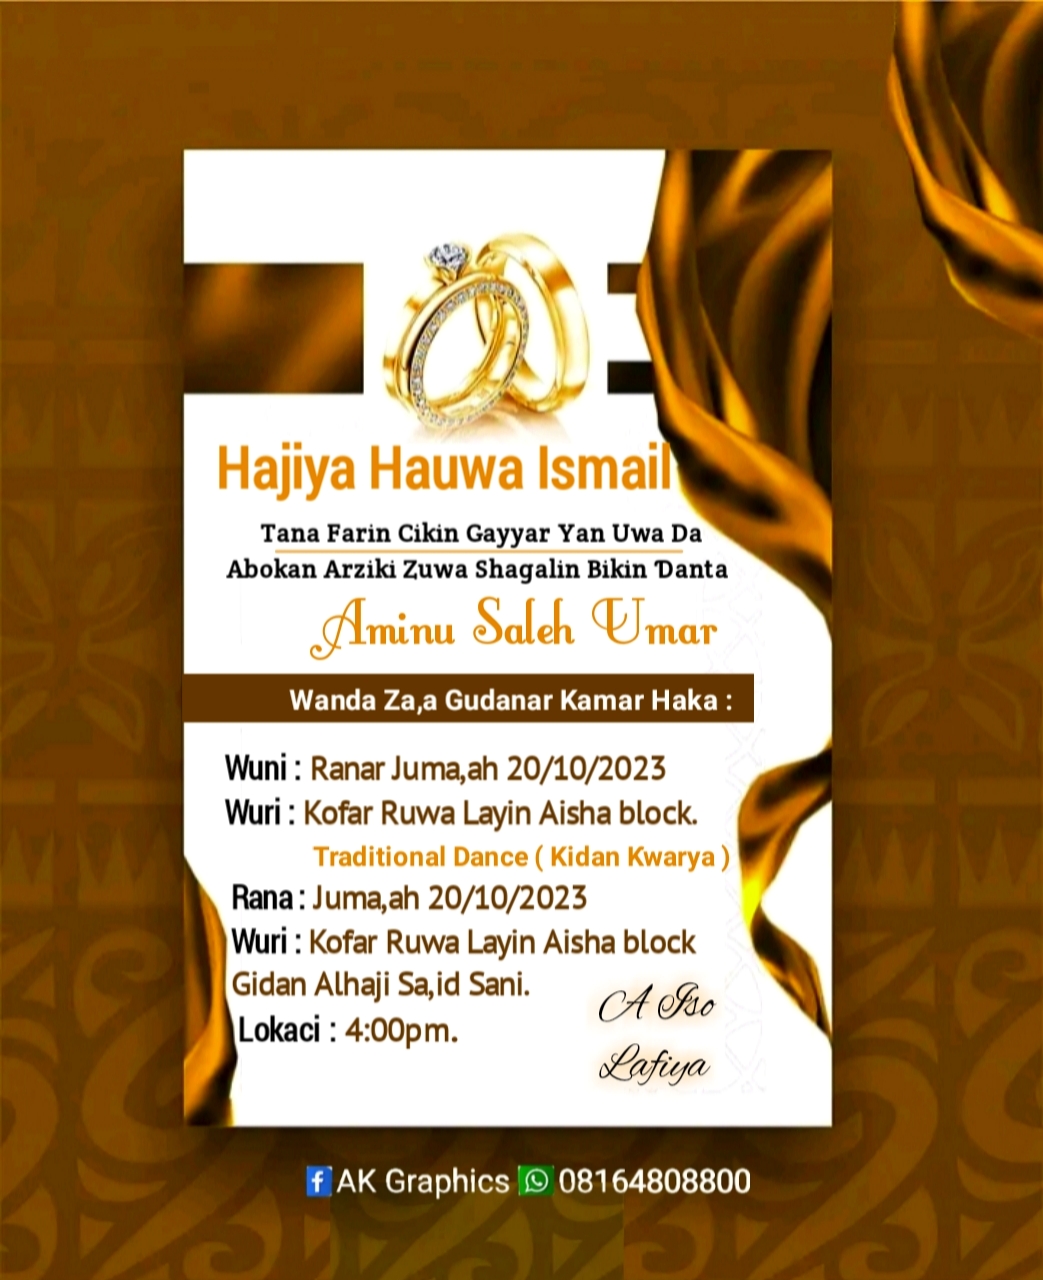 Hajiya Hauwa Ismail
Tana Farin Cikin Gayyar Yan Uwa Da
Abokan Arziki Zuwa Shagalin Bikin Ɗanta
Aminu Saleh Umar
Wanda Za,a Gudanar Kamar Haka :
Wuni : Ranar Juma,ah 20/10/2023
Wuri : Kofar Ruwa Layin Aisha block.
Traditional Dance ( Kidan Kwarya )
Rana : Juma,ah 20/10/2023
Wuri : Kofar Ruwa Layin Aisha block
Gidan Alhaji Sa,id Sani.
Lokaci : 4:00pm.
A Iso
Lafiya
AK Graphics 08164808800